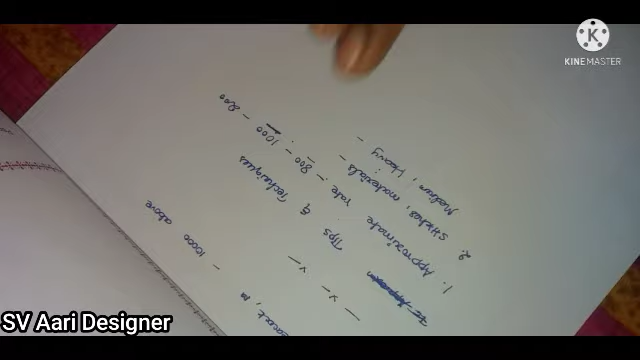 – 10000 above
Tips & Techniques
1. Approximate rate - 800 - 1000 - 800
2. Stitches, materials -
Medium, Heavy -
K
KINEMASTER
SV Aari Designer